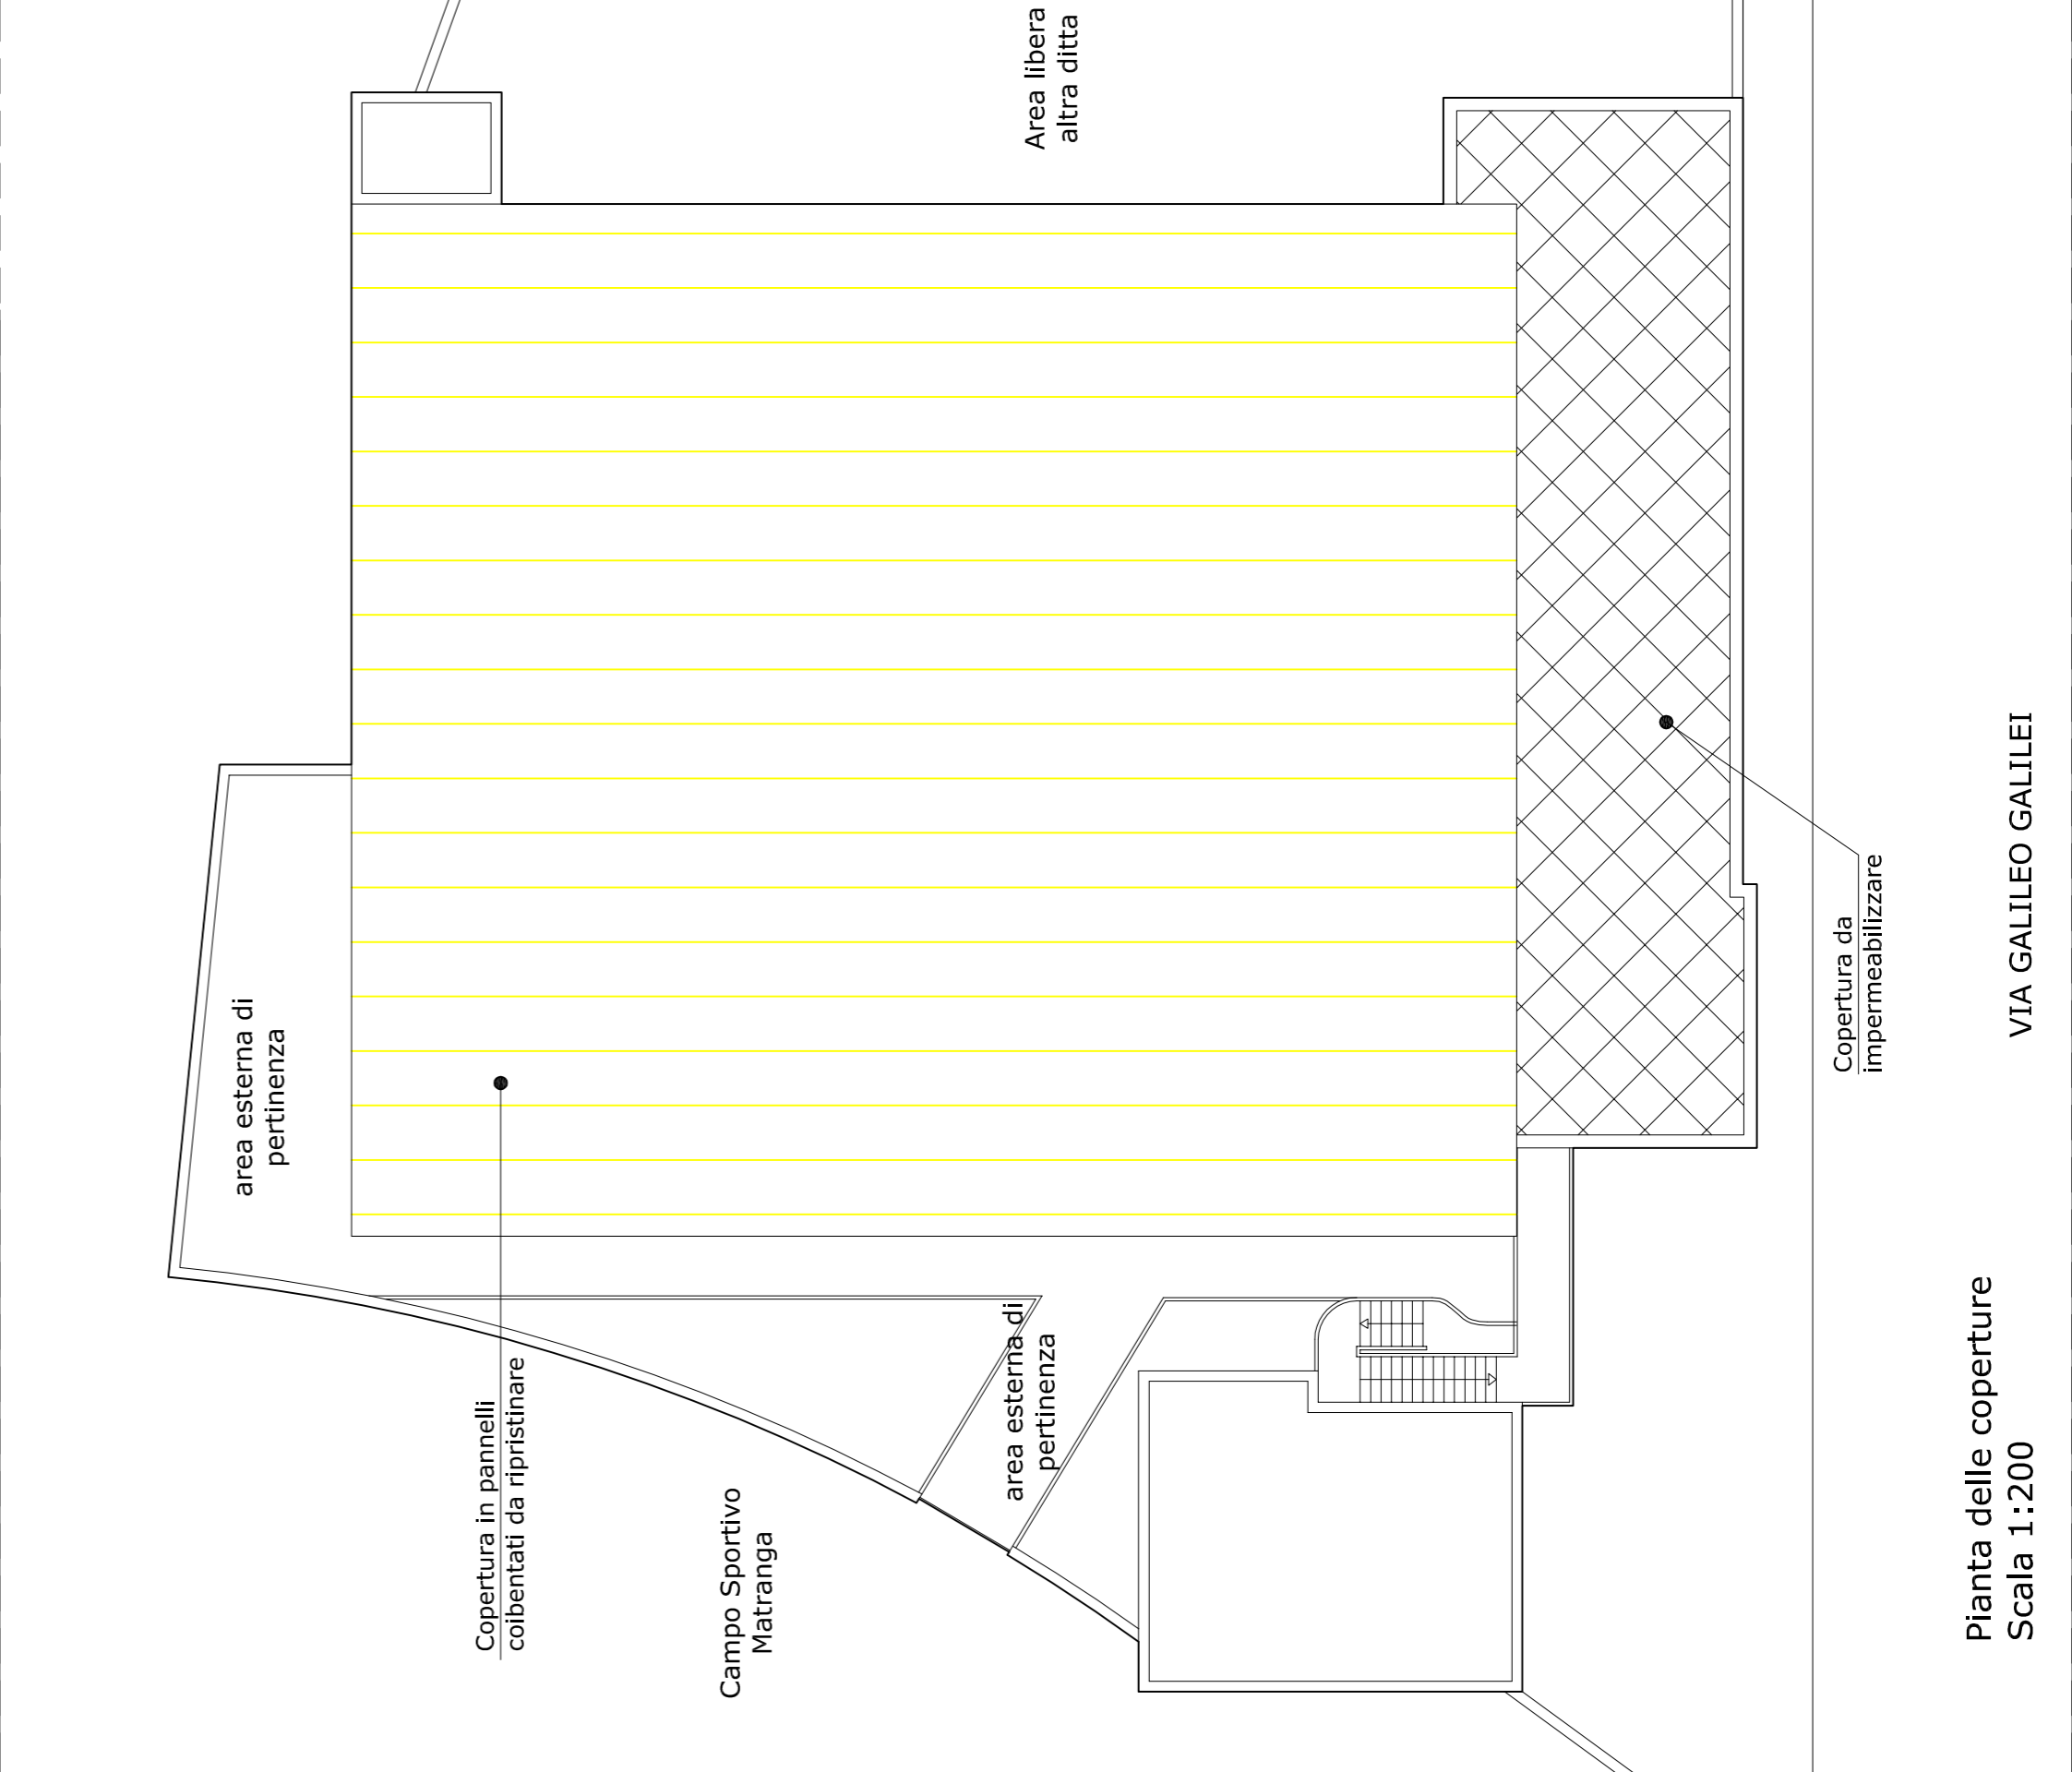 Copertura in pannelli
coibentati da ripristinare
area esterna di
pertinenza
Campo Sportivo
Matranga
area esterna di
pertinenza
Area libera
altra ditta
Copertura da
impermeabilizzare
VIA GALILEO GALILEI
Pianta delle coperture
Scala 1:200